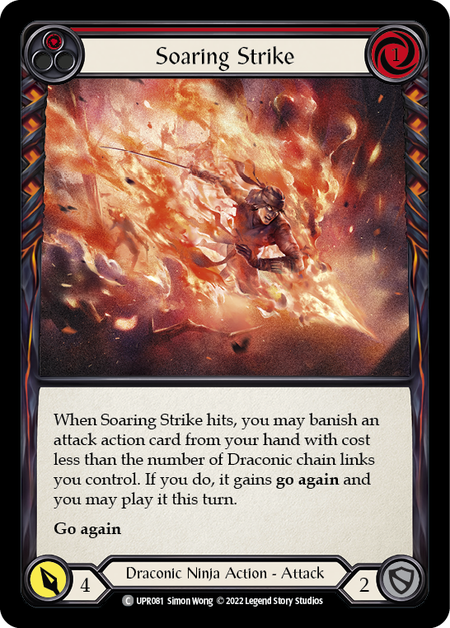 Soaring Strike
1
When Soaring Strike hits, you may banish an
attack action card from your hand with cost
less than the number of Draconic chain links
you control. If you do, it gains go again and
you may play it this turn.
Go again
4
Draconic Ninja Action - Attack
2
C UPR081 Simon Wong © 2022 Legend Story Studios